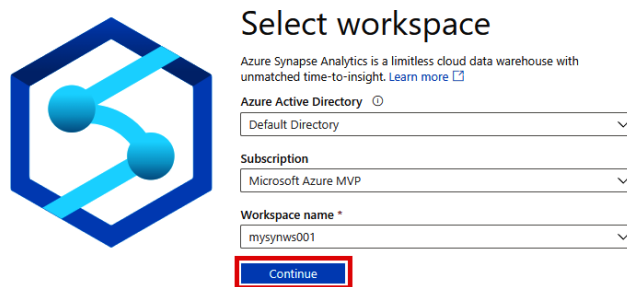 Select workspace
Azure Synapse Analytics is a limitless cloud data warehouse with
unmatched time-to-insight. Learn more
Azure Active Directory
Default Directory
Subscription
Microsoft Azure MVP
Workspace name *
mysynws001
Continue